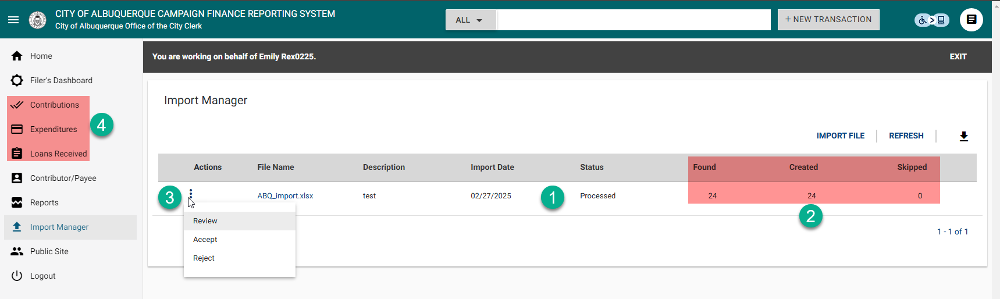 CITY OF ALBUQUERQUE CAMPAIGN FINANCE REPORTING SYSTEM
City of Albuquerque Office of the City Clerk
ALL
+ NEW TRANSACTION
Home
Filer's Dashboard
Contributions
Expenditures
Loans Received
4
Contributor/Payee
Reports
Import Manager
Public Site
Logout
You are working on behalf of Emily Rex0225. EXIT
Import Manager
IMPORT FILE REFRESH
Actions File Name Description Import Date Status Found Created Skipped
3 ABQ_import.xlsx test 02/27/2025 1 Processed 24 24 0
2
Review
Accept
Reject
1 - 1 of 1